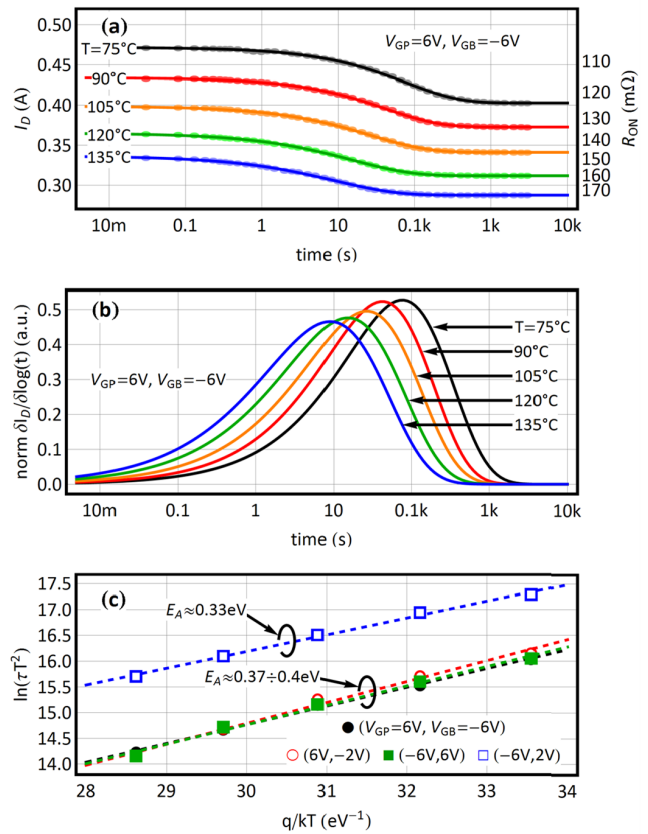 (a)
V_GP=6V, V_GB=−6V
T=75°C
90°C
105°C
120°C
135°C
I_D (A)
0.50
0.45
0.40
0.35
0.30
110
120
130
140
150
160
170
R_ON (mΩ)
10m 0.1 1 10 0.1k 1k 10k
time (s)
(b)
V_GP=6V, V_GB=−6V
T=75°C
90°C
105°C
120°C
135°C
norm δI_D/δlog(t) (a.u.)
0.5
0.4
0.3
0.2
0.1
0.0
10m 0.1 1 10 0.1k 1k 10k
time (s)
(c)
E_A≈0.33eV
E_A≈0.37÷0.4eV
(V_GP=6V, V_GB=−6V)
(6V,−2V) (−6V,6V) (−6V,2V)
ln(τT²)
17.5
17.0
16.5
16.0
15.5
15.0
14.5
14.0
28 29 30 31 32 33 34
q/kT (eV⁻¹)